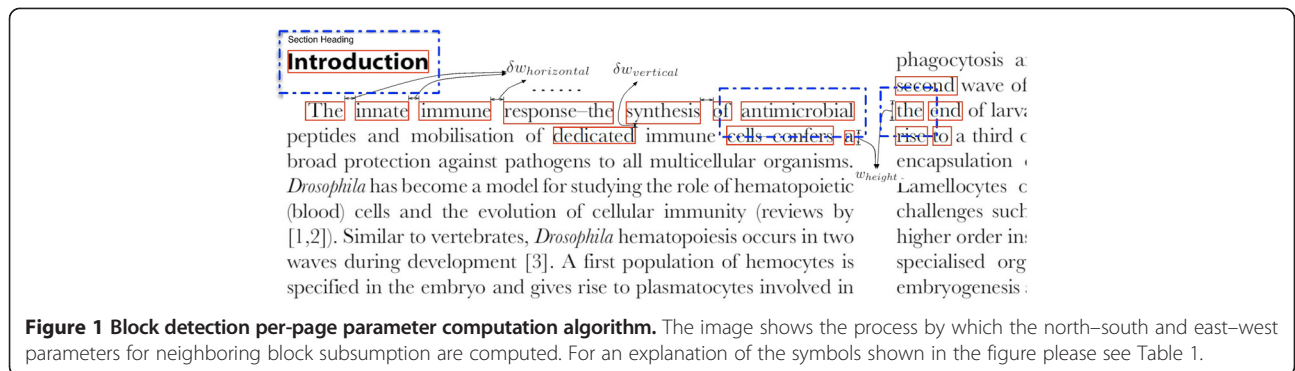 Section Heading
Introduction
δw_horizontal
δw_vertical
......
The innate immune response–the synthesis of antimicrobial
peptides and mobilisation of dedicated immune cells confers a
broad protection against pathogens to all multicellular organisms.
Drosophila has become a model for studying the role of hematopoietic
(blood) cells and the evolution of cellular immunity (reviews by
[1,2]). Similar to vertebrates, Drosophila hematopoiesis occurs in two
waves during development [3]. A first population of hemocytes is
specified in the embryo and gives rise to plasmatocytes involved in
w_height
phagocytosis
second wave of
the end of larva
rise to a third
encapsulation
Lamellocytes
challenges such
higher order ins
specialised org
embryogenesis
Figure 1 Block detection per-page parameter computation algorithm. The image shows the process by which the north–south and east–west
parameters for neighboring block subsumption are computed. For an explanation of the symbols shown in the figure please see Table 1.